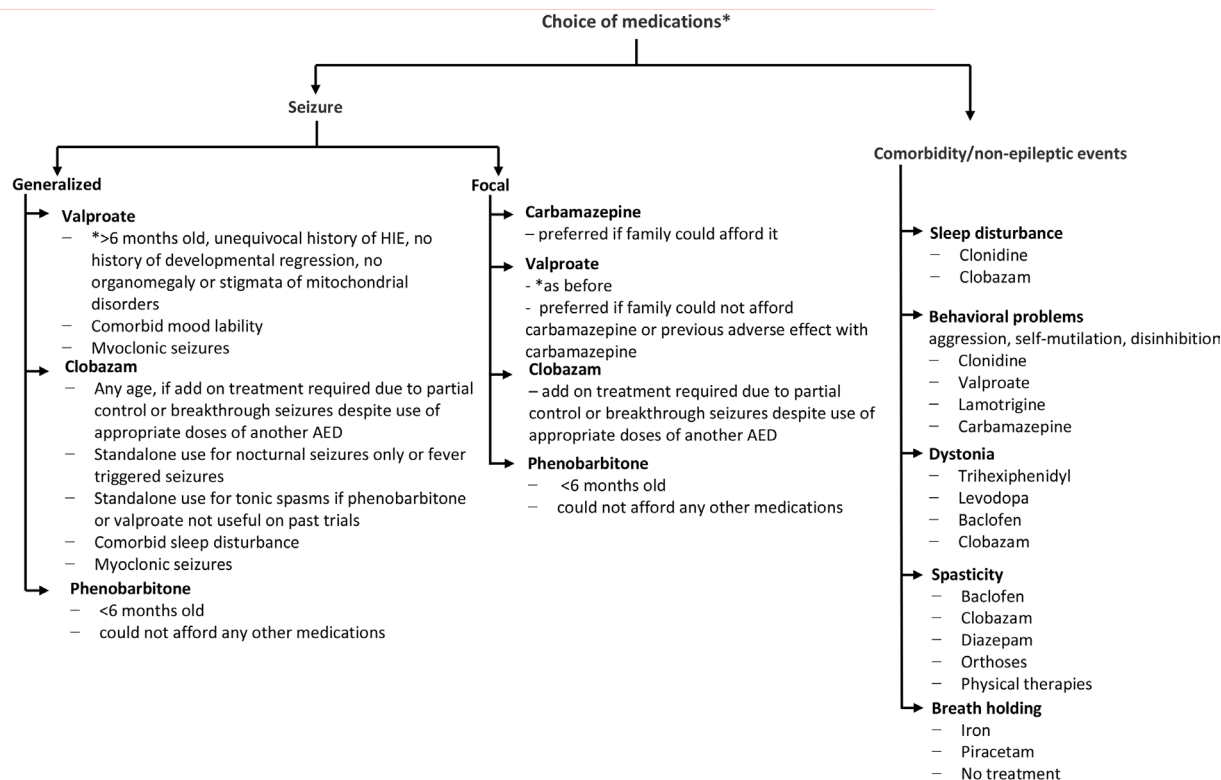 Choice of medications*
Seizure
Generalized
Valproate
– *>6 months old, unequivocal history of HIE, no
history of developmental regression, no
organomegaly or stigmata of mitochondrial
disorders
– Comorbid mood lability
– Myoclonic seizures
Clobazam
– Any age, if add on treatment required due to partial
control or breakthrough seizures despite use of
appropriate doses of another AED
– Standalone use for nocturnal seizures only or fever
triggered seizures
– Standalone use for tonic spasms if phenobarbitone
or valproate not useful on past trials
– Comorbid sleep disturbance
– Myoclonic seizures
Phenobarbitone
– <6 months old
– could not afford any other medications
Focal
Carbamazepine
– preferred if family could afford it
Valproate
- *as before
- preferred if family could not afford
carbamazepine or previous adverse effect with
carbamazepine
Clobazam
– add on treatment required due to partial
control or breakthrough seizures despite use of
appropriate doses of another AED
Phenobarbitone
– <6 months old
– could not afford any other medications
Comorbidity/non-epileptic events
Sleep disturbance
– Clonidine
– Clobazam
Behavioral problems
aggression, self-mutilation, disinhibition
– Clonidine
– Valproate
– Lamotrigine
– Carbamazepine
Dystonia
– Trihexiphenidyl
– Levodopa
– Baclofen
– Clobazam
Spasticity
– Baclofen
– Clobazam
– Diazepam
– Orthoses
– Physical therapies
Breath holding
– Iron
– Piracetam
– No treatment